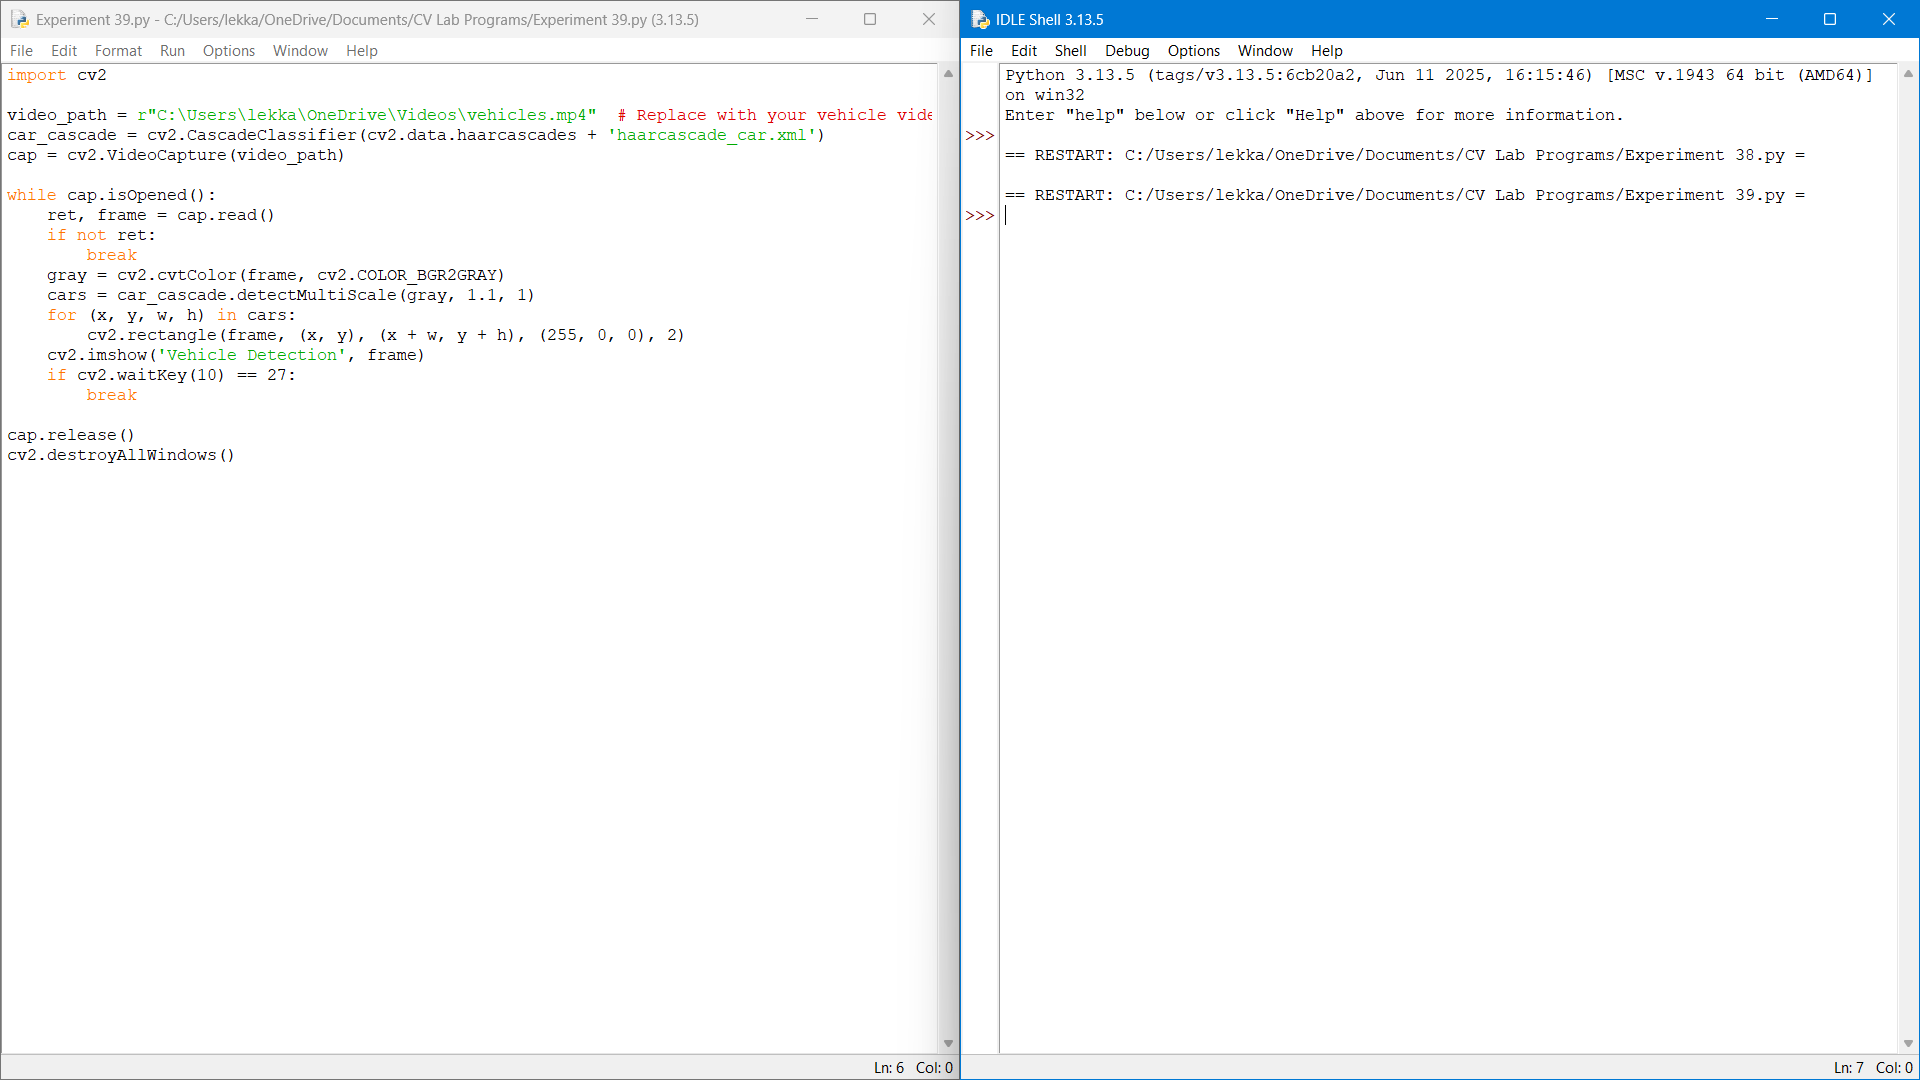 Experiment 39.py - C:/Users/lekka/OneDrive/Documents/CV Lab Programs/Experiment 39.py (3.13.5)
File Edit Format Run Options Window Help
import cv2
video_path = r"C:\Users\lekka\OneDrive\Videos\vehicles.mp4"  # Replace with your vehicle vide
car_cascade = cv2.CascadeClassifier(cv2.data.haarcascades + 'haarcascade_car.xml')
cap = cv2.VideoCapture(video_path)
while cap.isOpened():
    ret, frame = cap.read()
    if not ret:
        break
    gray = cv2.cvtColor(frame, cv2.COLOR_BGR2GRAY)
    cars = car_cascade.detectMultiScale(gray, 1.1, 1)
    for (x, y, w, h) in cars:
        cv2.rectangle(frame, (x, y), (x + w, y + h), (255, 0, 0), 2)
    cv2.imshow('Vehicle Detection', frame)
    if cv2.waitKey(10) == 27:
        break
cap.release()
cv2.destroyAllWindows()
Ln: 6 Col: 0
IDLE Shell 3.13.5
File Edit Shell Debug Options Window Help
Python 3.13.5 (tags/v3.13.5:6cb20a2, Jun 11 2025, 16:15:46) [MSC v.1943 64 bit (AMD64)]
on win32
Enter "help" below or click "Help" above for more information.
>>>
== RESTART: C:/Users/lekka/OneDrive/Documents/CV Lab Programs/Experiment 38.py =
== RESTART: C:/Users/lekka/OneDrive/Documents/CV Lab Programs/Experiment 39.py =
>>>
Ln: 7 Col: 0